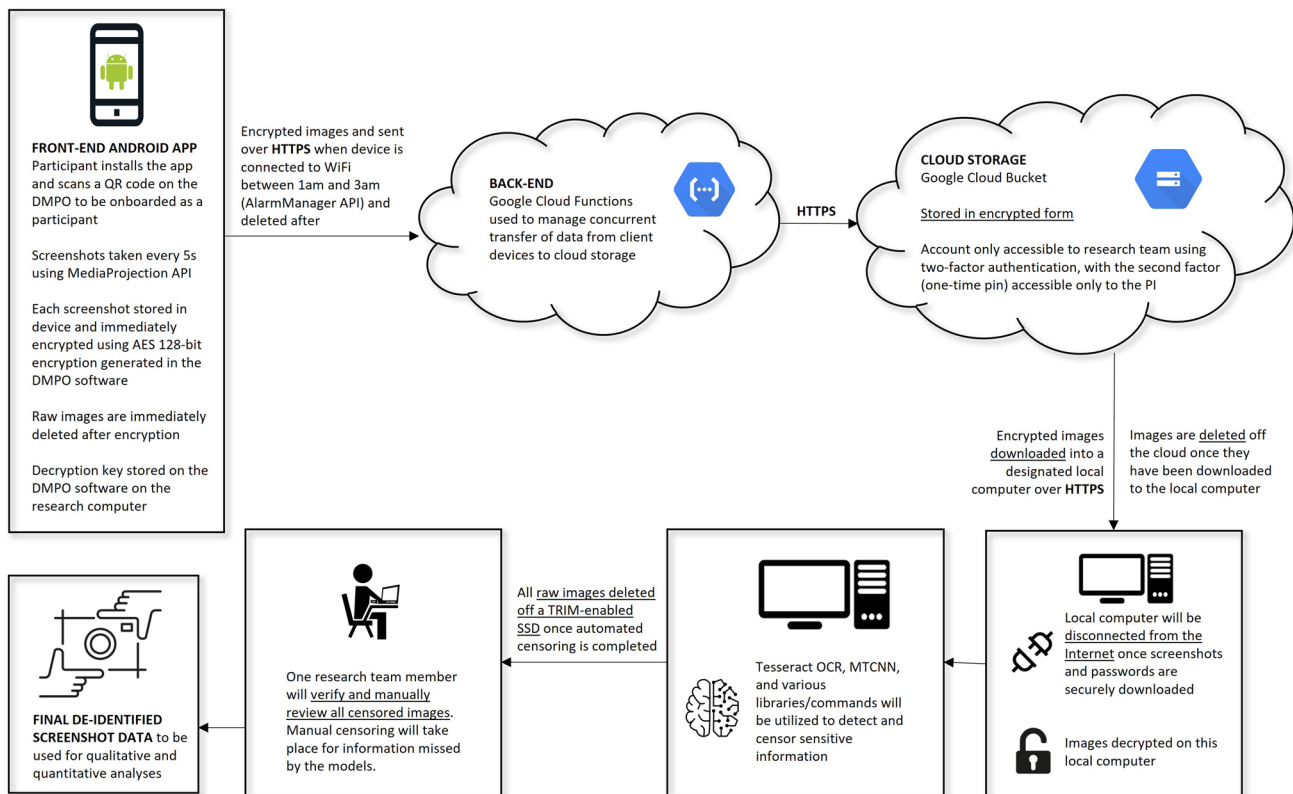 FRONT-END ANDROID APP
Participant installs the app
and scans a QR code on the
DMPO to be onboarded as a
participant
Screenshots taken every 5s
using MediaProjection API
Each screenshot stored in
device and immediately
encrypted using AES 128-bit
encryption generated in the
DMPO software
Raw images are immediately
deleted after encryption
Decryption key stored on the
DMPO software on the
research computer
Encrypted images and sent
over HTTPS when device is
connected to WiFi
between 1am and 3am
(AlarmManager API) and
deleted after
BACK-END
Google Cloud Functions
used to manage concurrent
transfer of data from client
devices to cloud storage
HTTPS
CLOUD STORAGE
Google Cloud Bucket
Stored in encrypted form
Account only accessible to research team using
two-factor authentication, with the second factor
(one-time pin) accessible only to the PI
Encrypted images
downloaded into a
designated local
computer over HTTPS
Images are deleted off
the cloud once they
have been downloaded
to the local computer
Local computer will be
disconnected from the
Internet once screenshots
and passwords are
securely downloaded
Images decrypted on this
local computer
Tesseract OCR, MTCNN,
and various
libraries/commands will
be utilized to detect and
censor sensitive
information
All raw images deleted
off a TRIM-enabled
SSD once automated
censoring is completed
One research team member
will verify and manually
review all censored images.
Manual censoring will take
place for information missed
by the models.
FINAL DE-IDENTIFIED
SCREENSHOT DATA to be
used for qualitative and
quantitative analyses